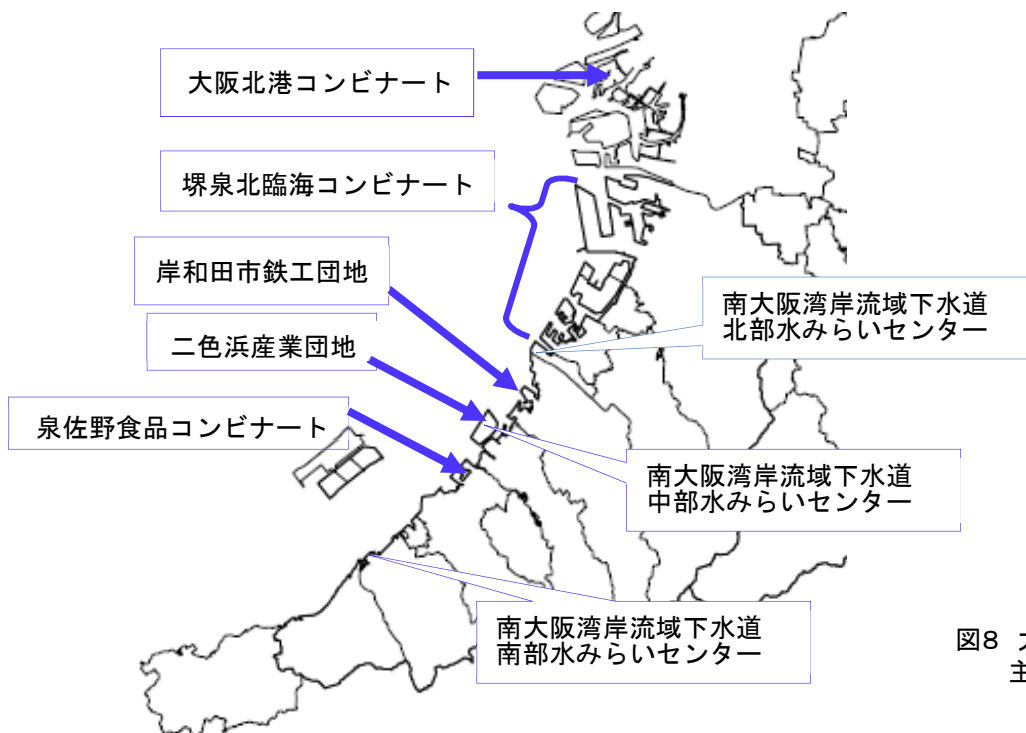 大阪北港コンビナート
堺泉北臨海コンビナート
岸和田市鉄工団地
二色浜産業団地
泉佐野食品コンビナート
南大阪湾岸流域下水道
北部水みらいセンター
南大阪湾岸流域下水道
中部水みらいセンター
南大阪湾岸流域下水道
南部水みらいセンター
図8
主